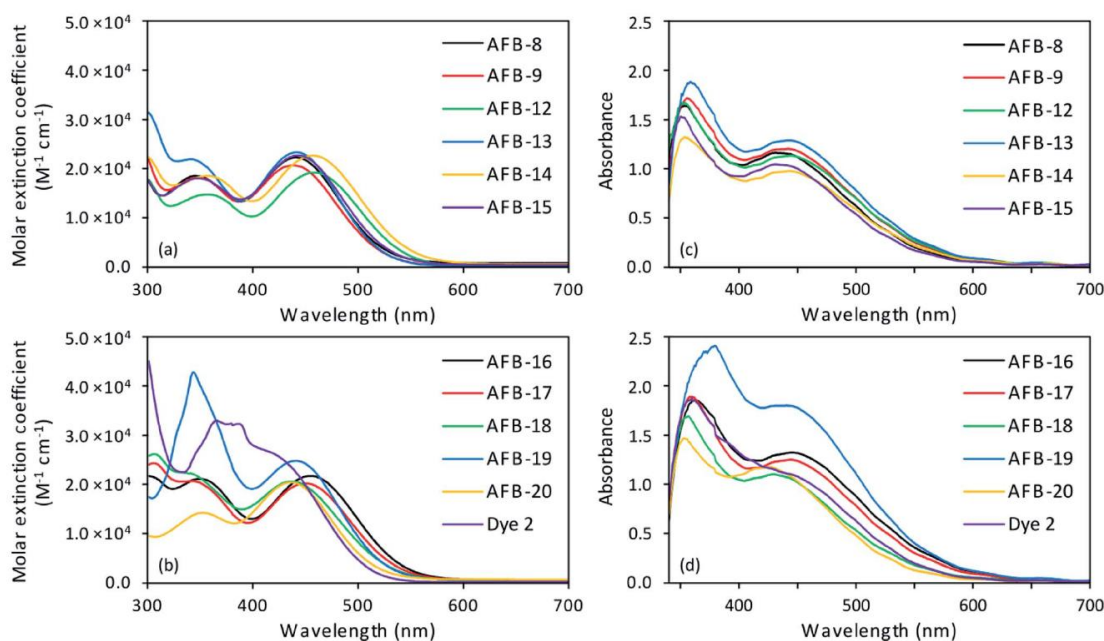 5.0 ×10⁴
4.0 ×10⁴
3.0 ×10⁴
2.0 ×10⁴
1.0 ×10⁴
0.0
Molar extinction coefficient
(M⁻¹ cm⁻¹)
AFB-8
AFB-9
AFB-12
AFB-13
AFB-14
AFB-15
(a)
300 400 500 600 700
Wavelength (nm)
2.5
2.0
1.5
1.0
0.5
0.0
Absorbance
AFB-8
AFB-9
AFB-12
AFB-13
AFB-14
AFB-15
(c)
400 500 600 700
Wavelength (nm)
5.0 ×10⁴
4.0 ×10⁴
3.0 ×10⁴
2.0 ×10⁴
1.0 ×10⁴
0.0
Molar extinction coefficient
(M⁻¹ cm⁻¹)
AFB-16
AFB-17
AFB-18
AFB-19
AFB-20
Dye 2
(b)
300 400 500 600 700
Wavelength (nm)
2.5
2.0
1.5
1.0
0.5
0.0
Absorbance
AFB-16
AFB-17
AFB-18
AFB-19
AFB-20
Dye 2
(d)
400 500 600 700
Wavelength (nm)